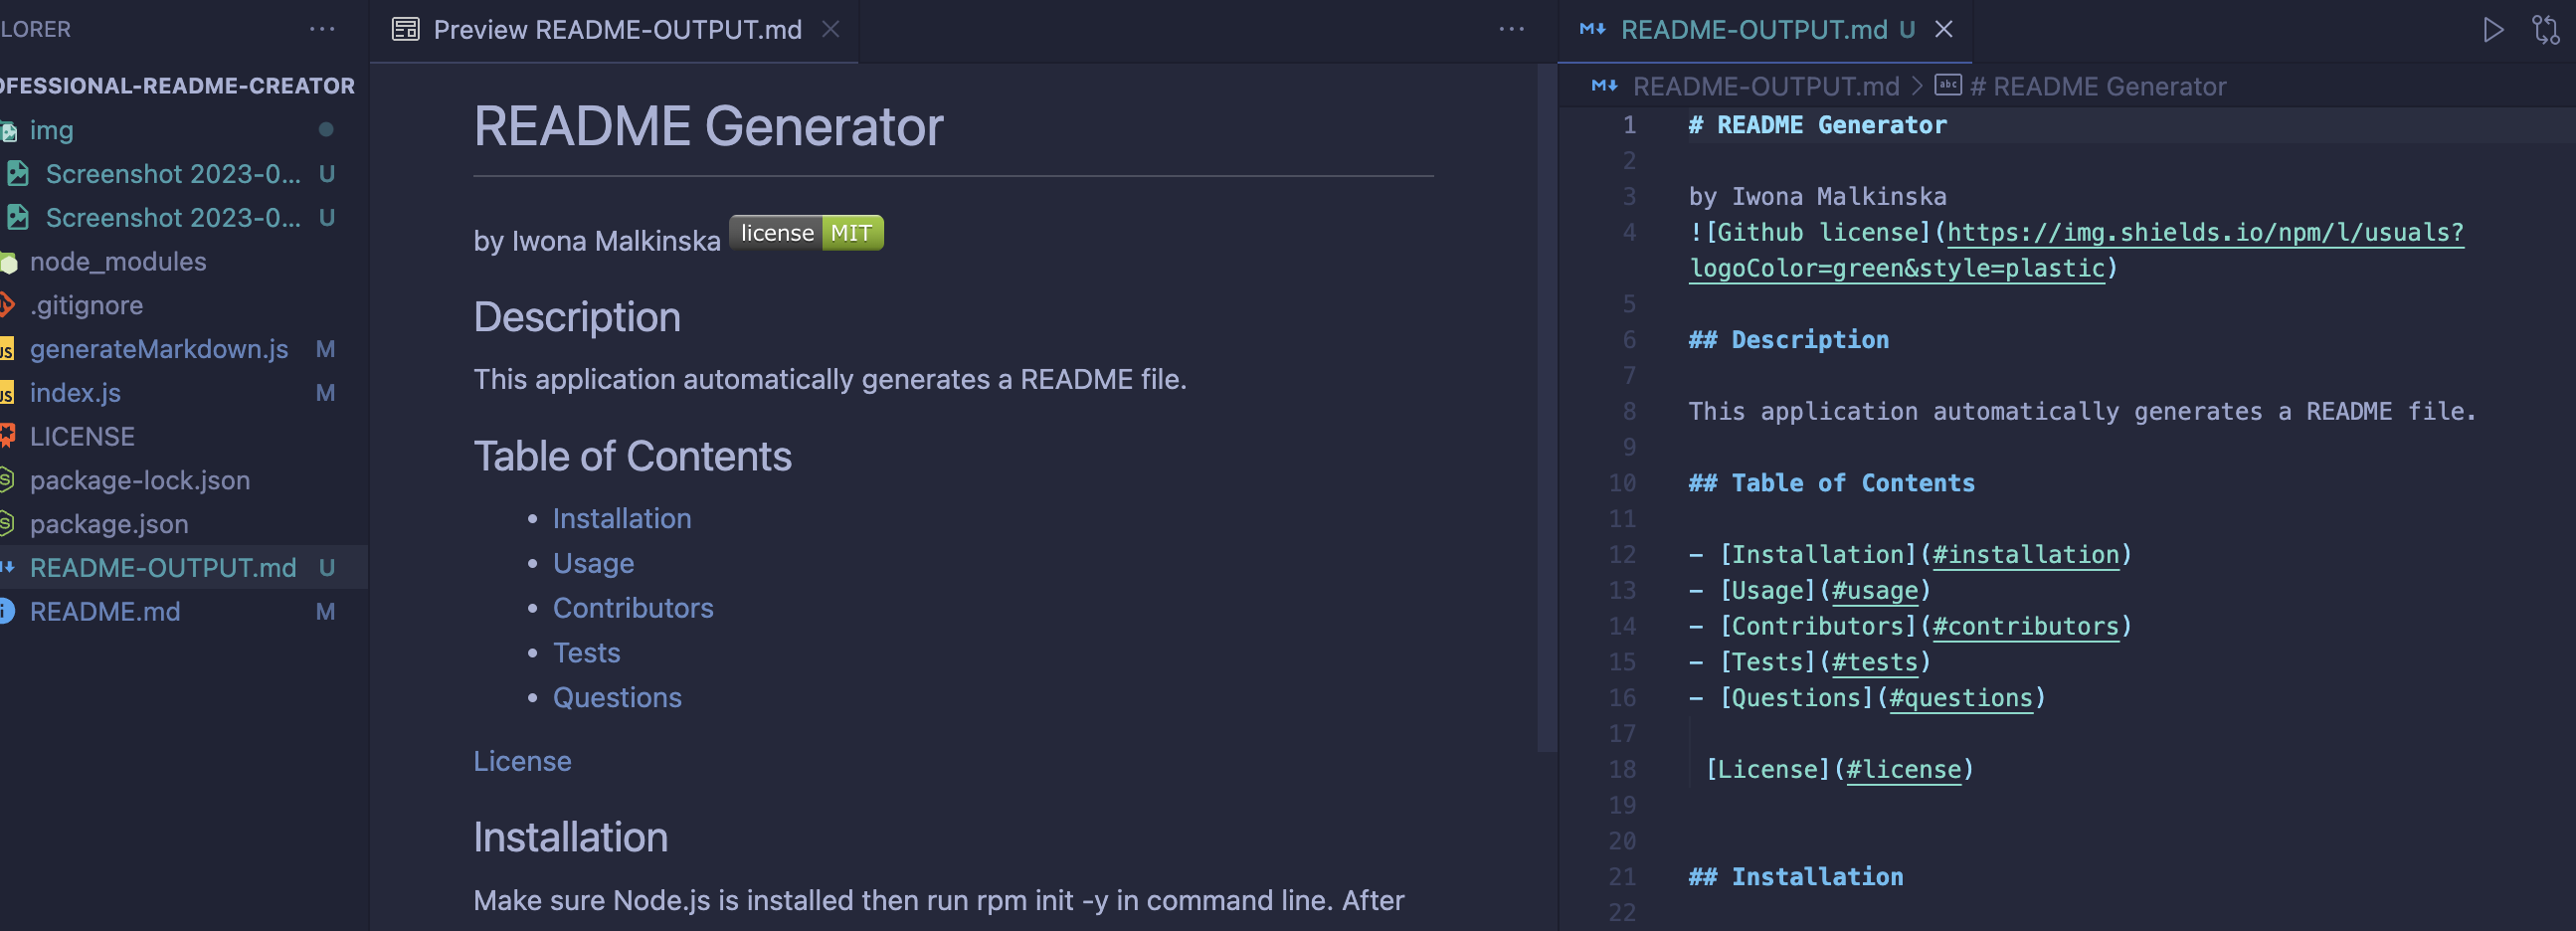 LORER
OFESSIONAL-README-CREATOR
img
Screenshot 2023-0... U
Screenshot 2023-0... U
node_modules
.gitignore
generateMarkdown.js M
index.js M
LICENSE
package-lock.json
package.json
README-OUTPUT.md U
README.md M
Preview README-OUTPUT.md
README Generator
by Iwona Malkinska license MIT
Description
This application automatically generates a README file.
Table of Contents
• Installation
• Usage
• Contributors
• Tests
• Questions
License
Installation
Make sure Node.js is installed then run rpm init -y in command line. After
README-OUTPUT.md U
README-OUTPUT.md > abc # README Generator
1 # README Generator
2
3 by Iwona Malkinska
4 ![Github license](https://img.shields.io/npm/l/usuals?
logoColor=green&style=plastic)
5
6 ## Description
7
8 This application automatically generates a README file.
9
10 ## Table of Contents
11
12 - [Installation](#installation)
13 - [Usage](#usage)
14 - [Contributors](#contributors)
15 - [Tests](#tests)
16 - [Questions](#questions)
17
18 [License](#license)
19
20
21 ## Installation
22